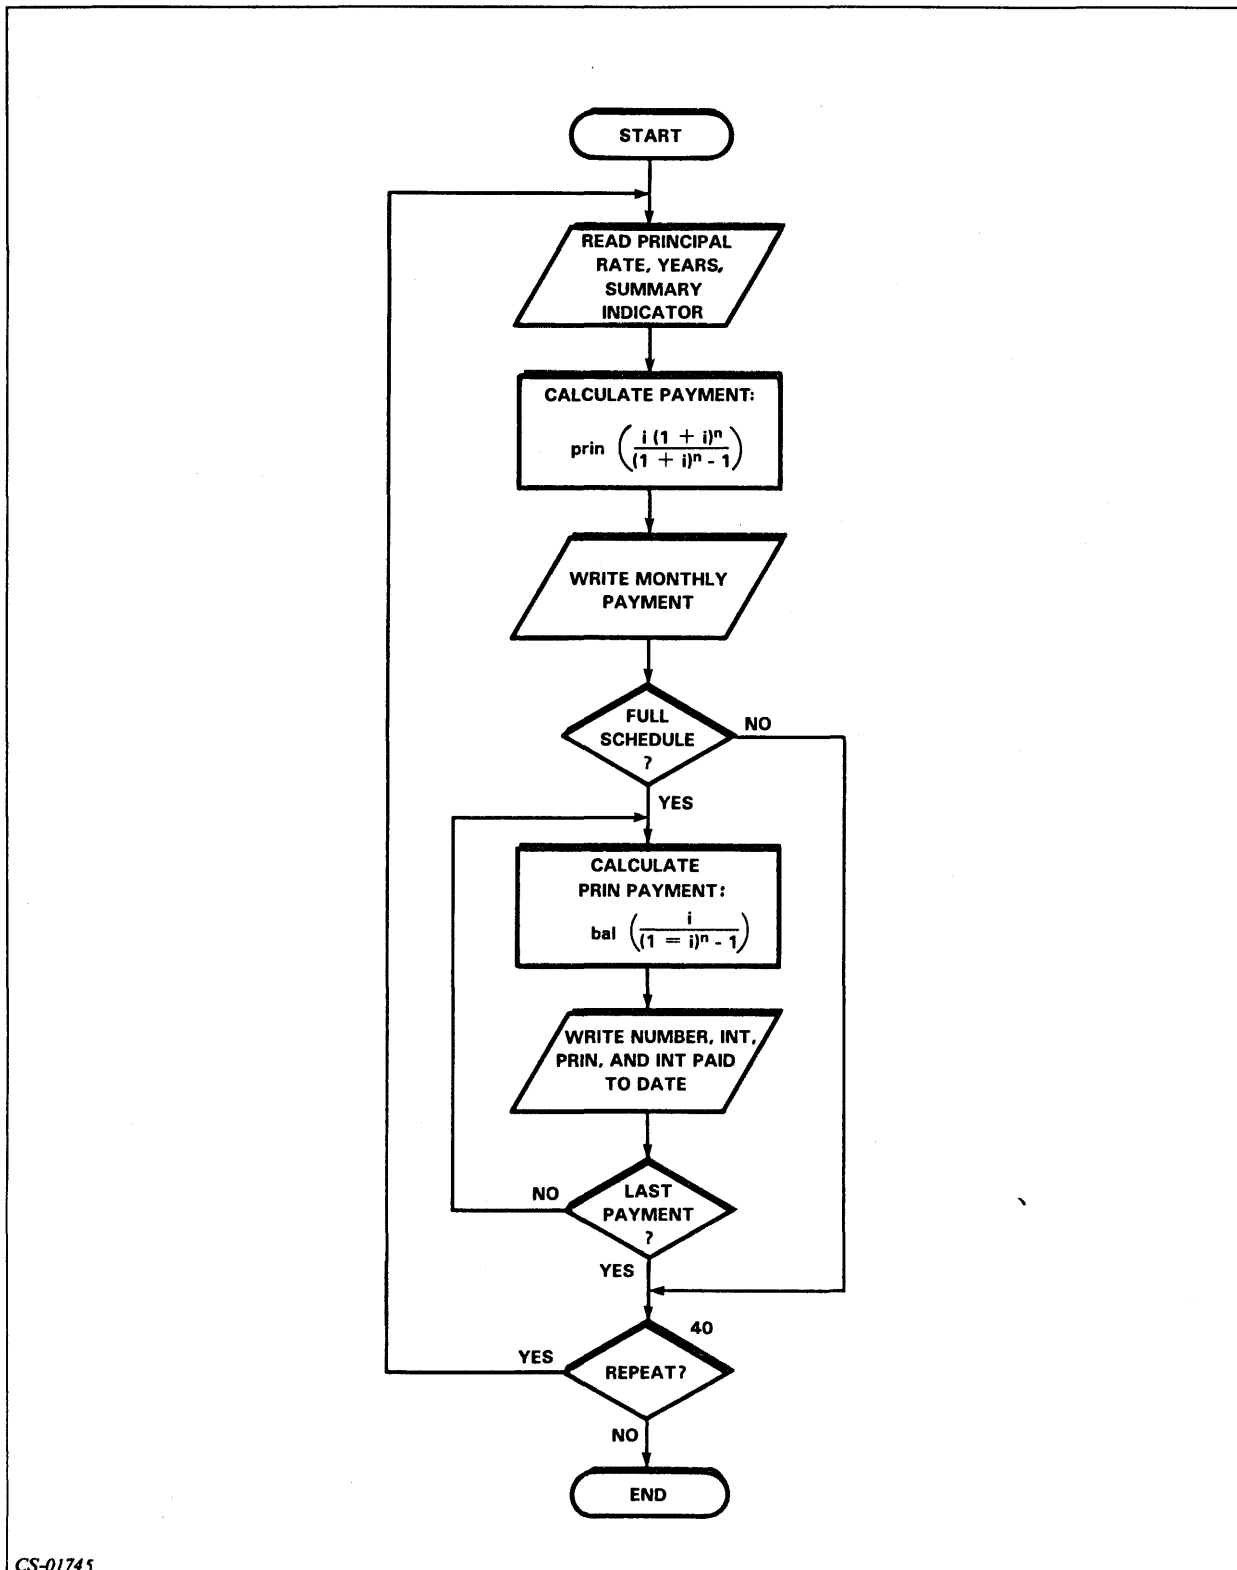 START
READ PRINCIPAL
RATE, YEARS,
SUMMARY
INDICATOR
CALCULATE PAYMENT:
prin ( i (1 + i)ⁿ / (1 + i)ⁿ - 1 )
WRITE MONTHLY
PAYMENT
FULL
SCHEDULE
?
NO
YES
CALCULATE
PRIN PAYMENT:
bal ( i / (1 = i)ⁿ - 1 )
WRITE NUMBER, INT,
PRIN, AND INT PAID
TO DATE
NO
LAST
PAYMENT
?
YES
40
YES
REPEAT?
NO
END
CS-01745